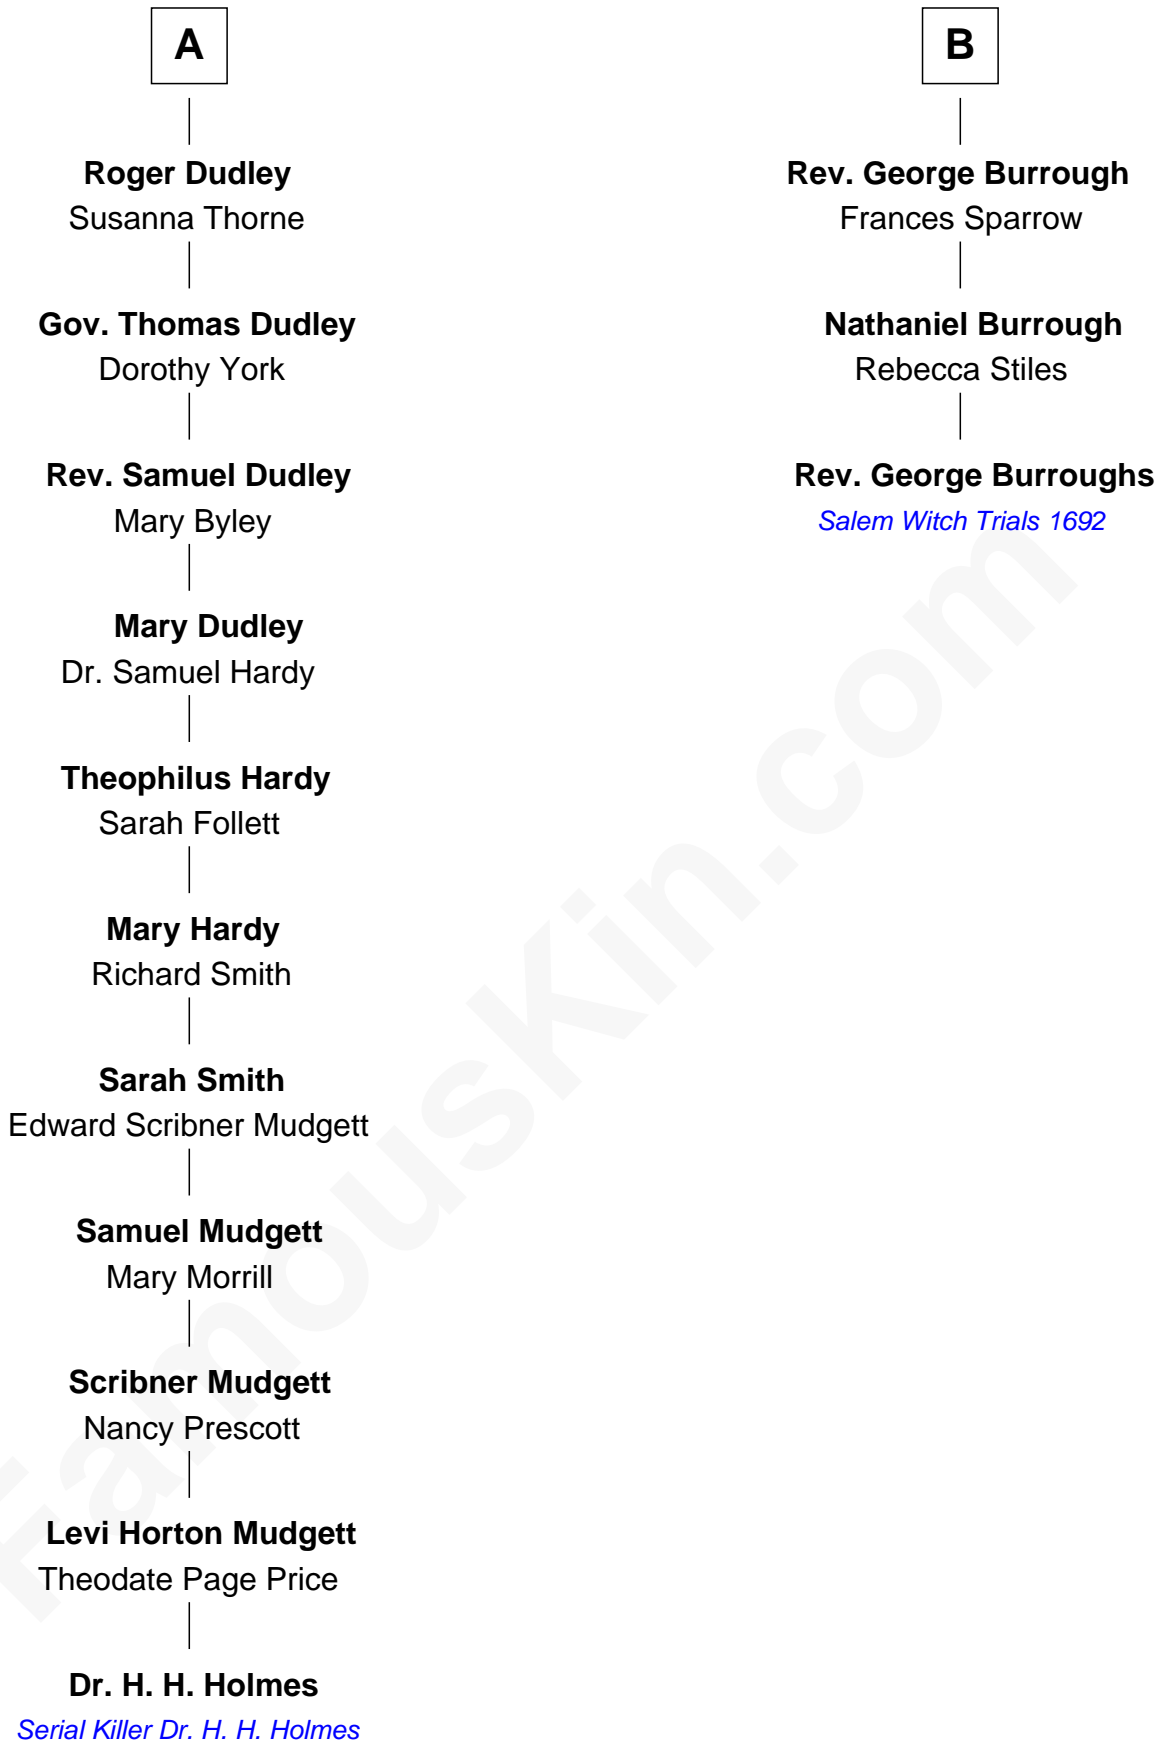 A
Roger Dudley
Susanna Thorne
Gov. Thomas Dudley
Dorothy York
Rev. Samuel Dudley
Mary Byley
Mary Dudley
Dr. Samuel Hardy
Theophilus Hardy
Sarah Follett
Mary Hardy
Richard Smith
Sarah Smith
Edward Scribner Mudgett
Samuel Mudgett
Mary Morrill
Scribner Mudgett
Nancy Prescott
Levi Horton Mudgett
Theodate Page Price
Dr. H. H. Holmes
Serial Killer Dr. H. H. Holmes
B
Rev. George Burrough
Frances Sparrow
Nathaniel Burrough
Rebecca Stiles
Rev. George Burroughs
Salem Witch Trials 1692
FamousKin.com